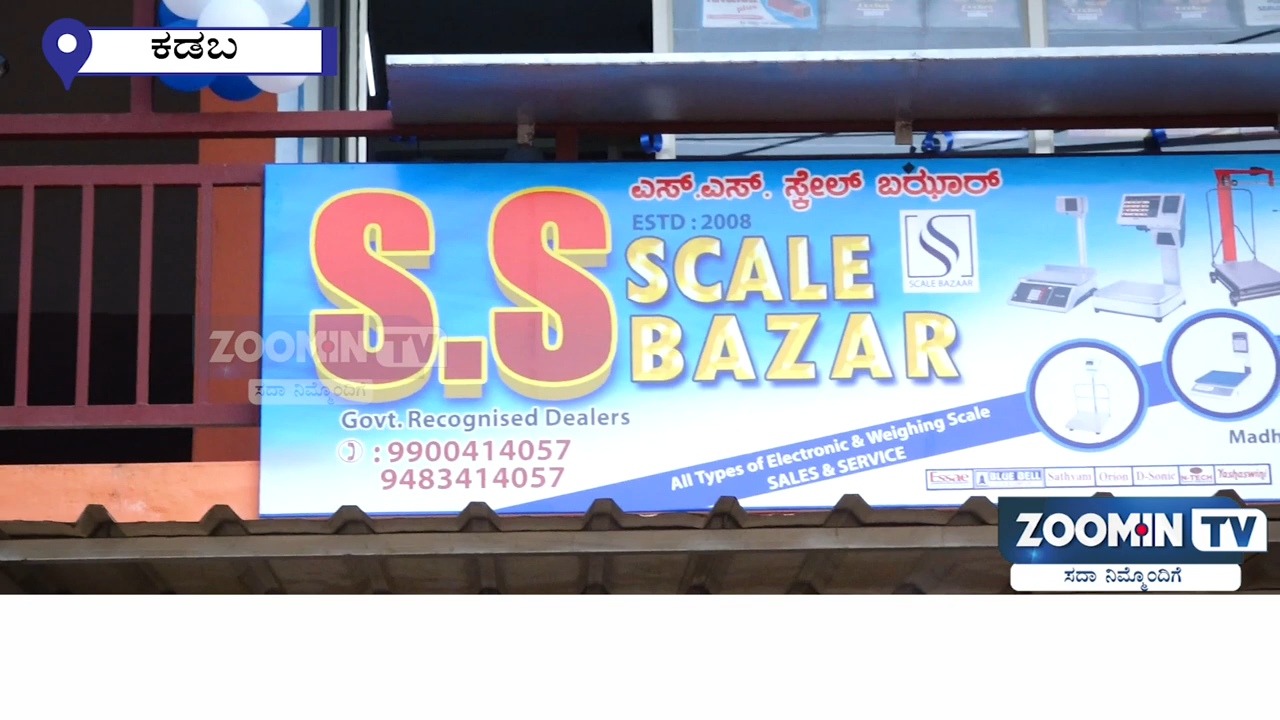 ಕಡಬ
ಎಸ್.ಎಸ್. ಸ್ಕೇಲ್ ಬಝಾರ್
ESTD : 2008
S.S SCALE
BAZAR
SCALE BAZAAR
ZOOMIN TV
ಸದಾ ನಿಮ್ಮೊಂದಿಗೆ
Govt. Recognised Dealers
: 9900414057
9483414057
All Types of Electronic & Weighing Scale
SALES & SERVICE
Madh
Essae BLUE BELL Sathyam Orson D-Sonic N-TECH Yashaswini
ZOOMIN TV
ಸದಾ ನಿಮ್ಮೊಂದಿಗೆ